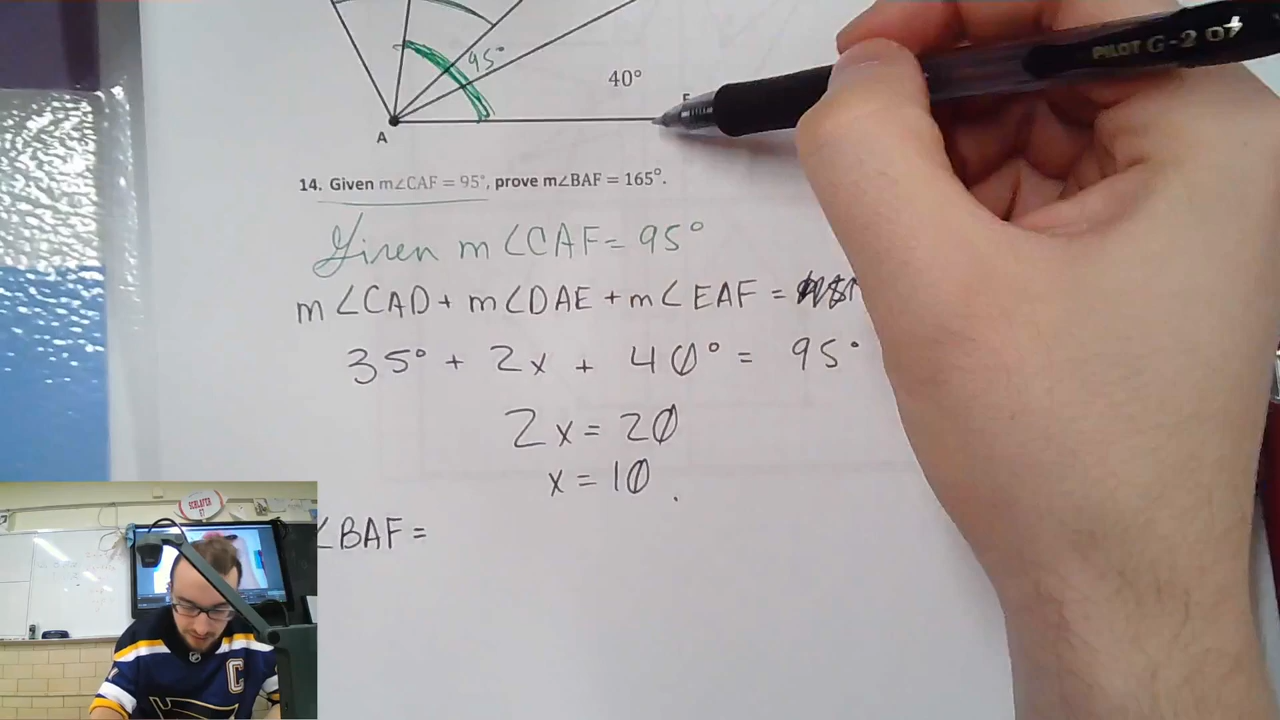 PILOT G-2 07
95°
40°
F
A
14. Given m∠CAF = 95°, prove m∠BAF = 165°.
Given m∠CAF = 95°
m∠CAD + m∠DAE + m∠EAF =
35° + 2x + 40° = 95°
2x = 20
x = 10
∠BAF =
C